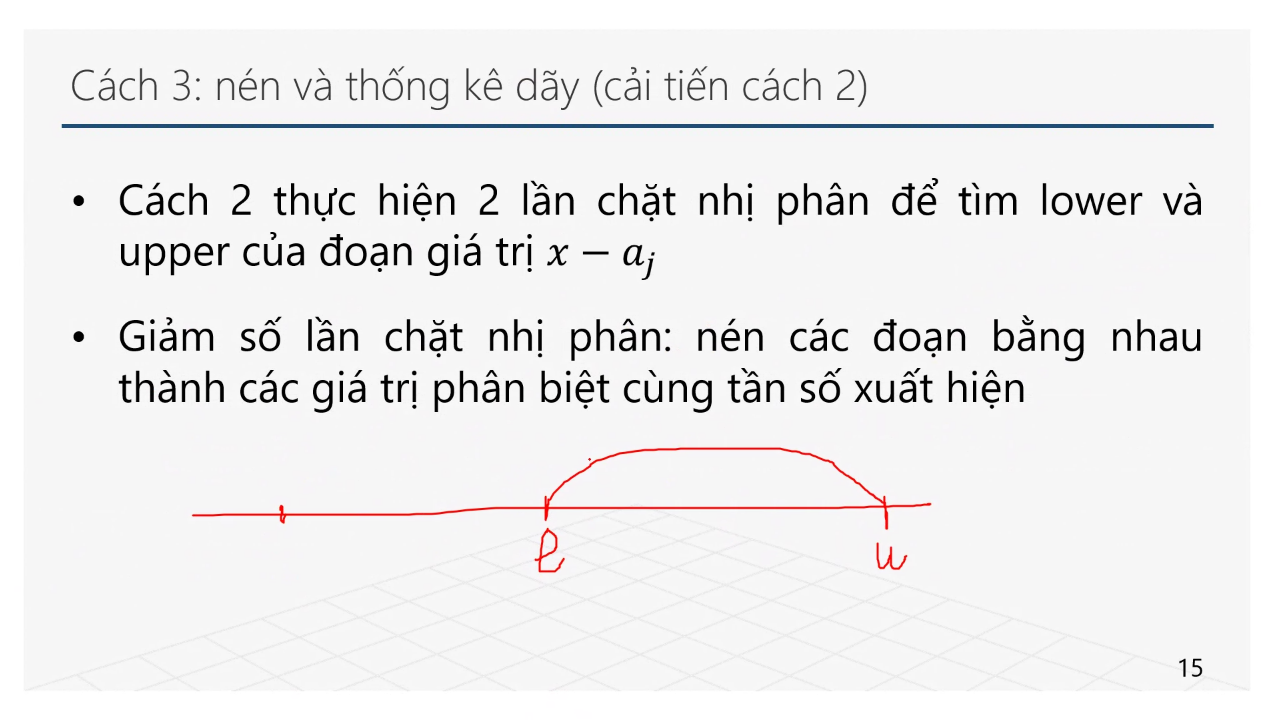 Cách 3: nén và thống kê dãy (cải tiến cách 2)
• Cách 2 thực hiện 2 lần chặt nhị phân để tìm lower và
upper của đoạn giá trị x − aⱼ
• Giảm số lần chặt nhị phân: nén các đoạn bằng nhau
thành các giá trị phân biệt cùng tần số xuất hiện
l u
15